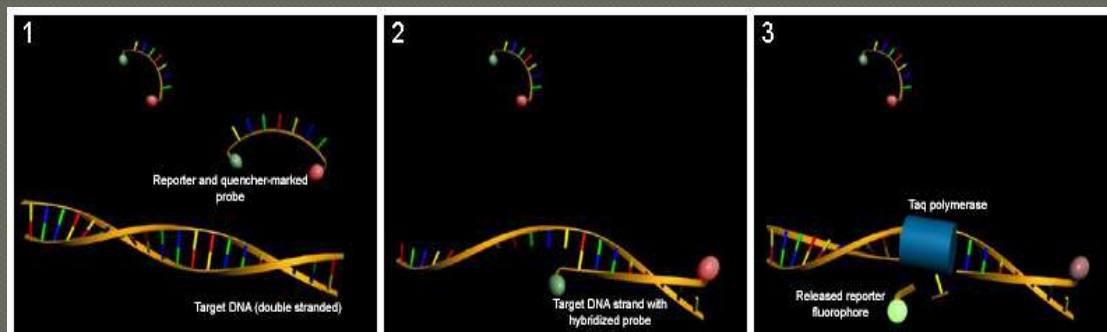 1
Reporter and quencher-marked
probe
Target DNA (double stranded)
2
Target DNA strand with
hybridized probe
3
Taq polymerase
Released reporter
fluorophore